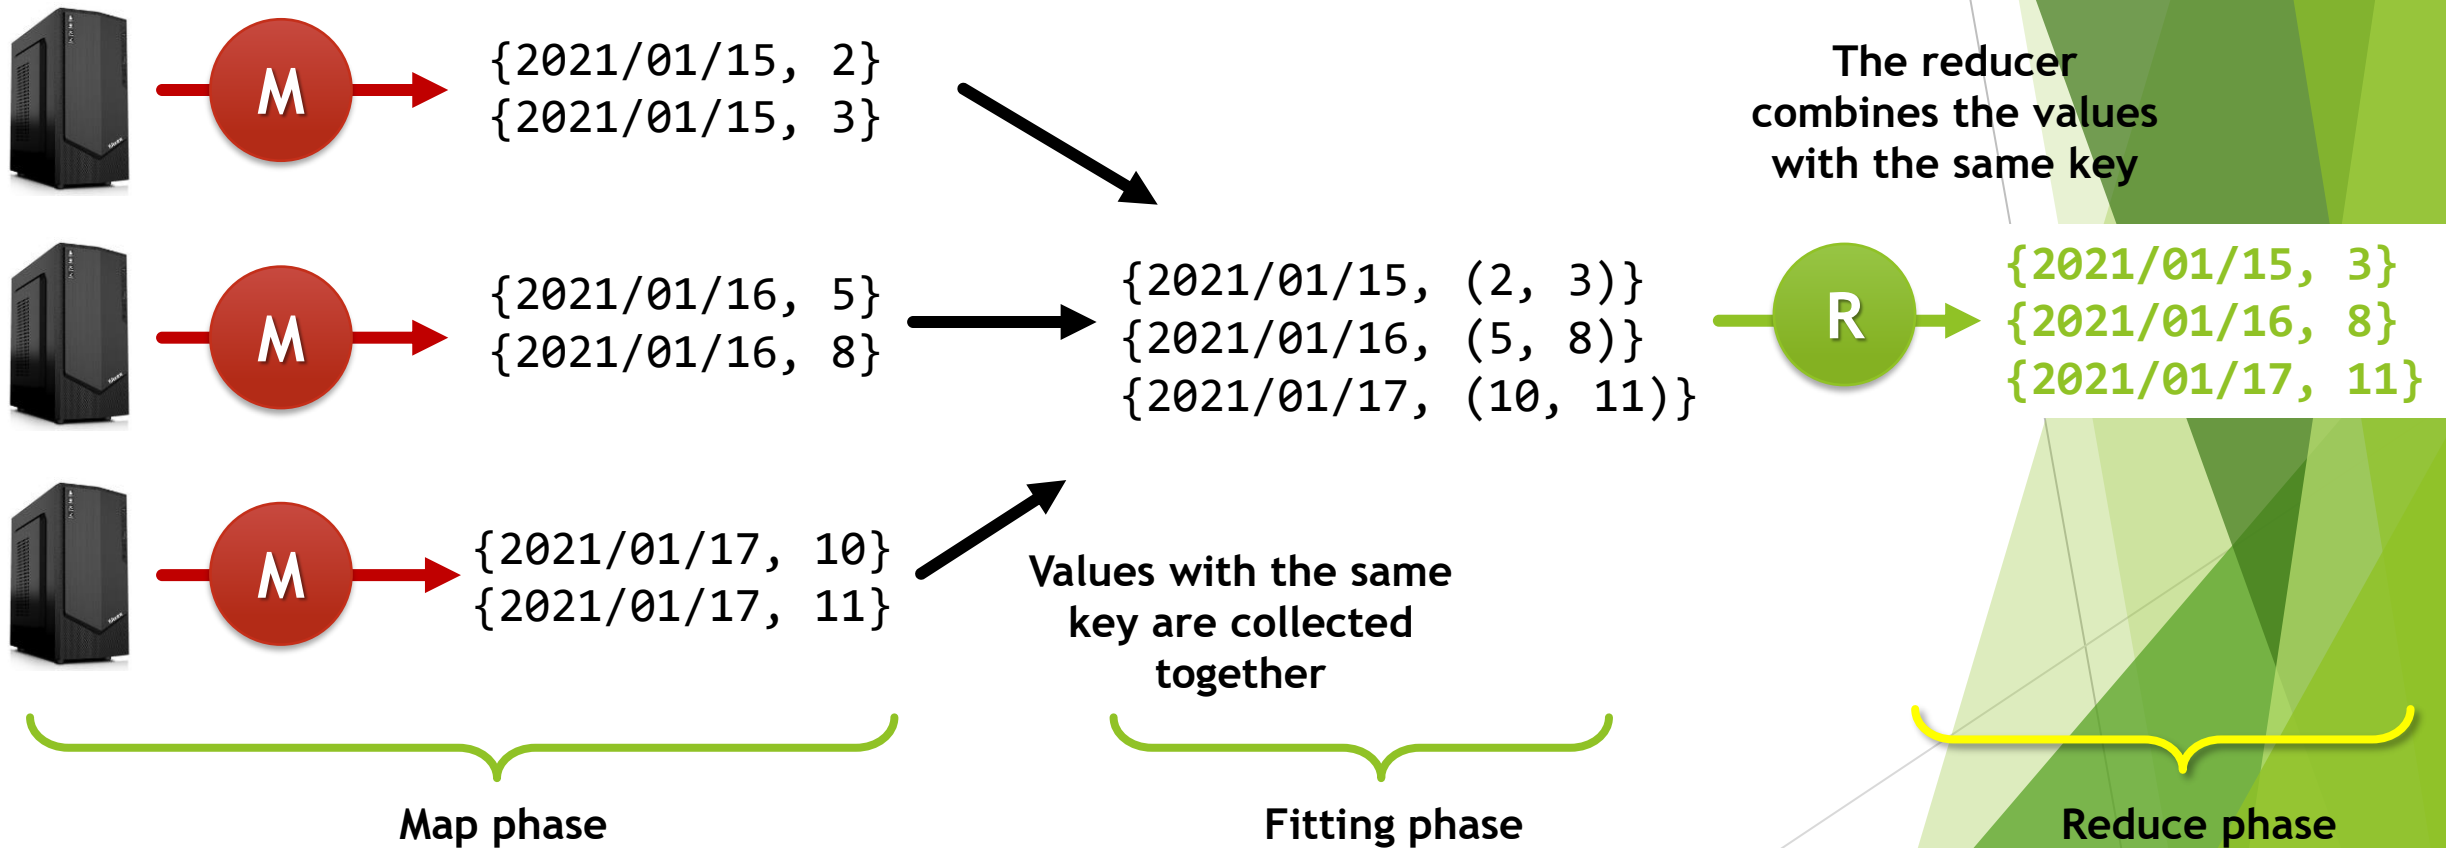 M
{2021/01/15, 2}
{2021/01/15, 3}
The reducer
combines the values
with the same key
M
{2021/01/16, 5}
{2021/01/16, 8}
{2021/01/15, (2, 3)}
{2021/01/16, (5, 8)}
{2021/01/17, (10, 11)}
R
{2021/01/15, 3}
{2021/01/16, 8}
{2021/01/17, 11}
M
{2021/01/17, 10}
{2021/01/17, 11}
Values with the same
key are collected
together
Map phase
Fitting phase
Reduce phase